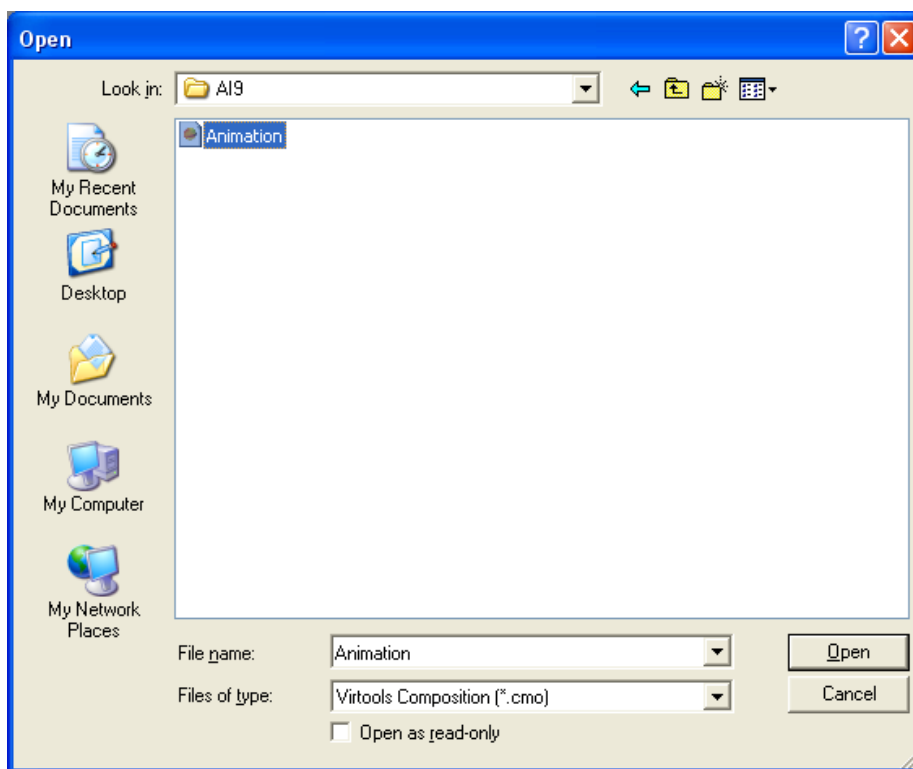 Open
Look in:
AI9
Animation
My Recent
Documents
Desktop
My Documents
My Computer
My Network
Places
File name:
Animation
Open
Files of type:
Virtools Composition (*.cmo)
Cancel
Open as read-only